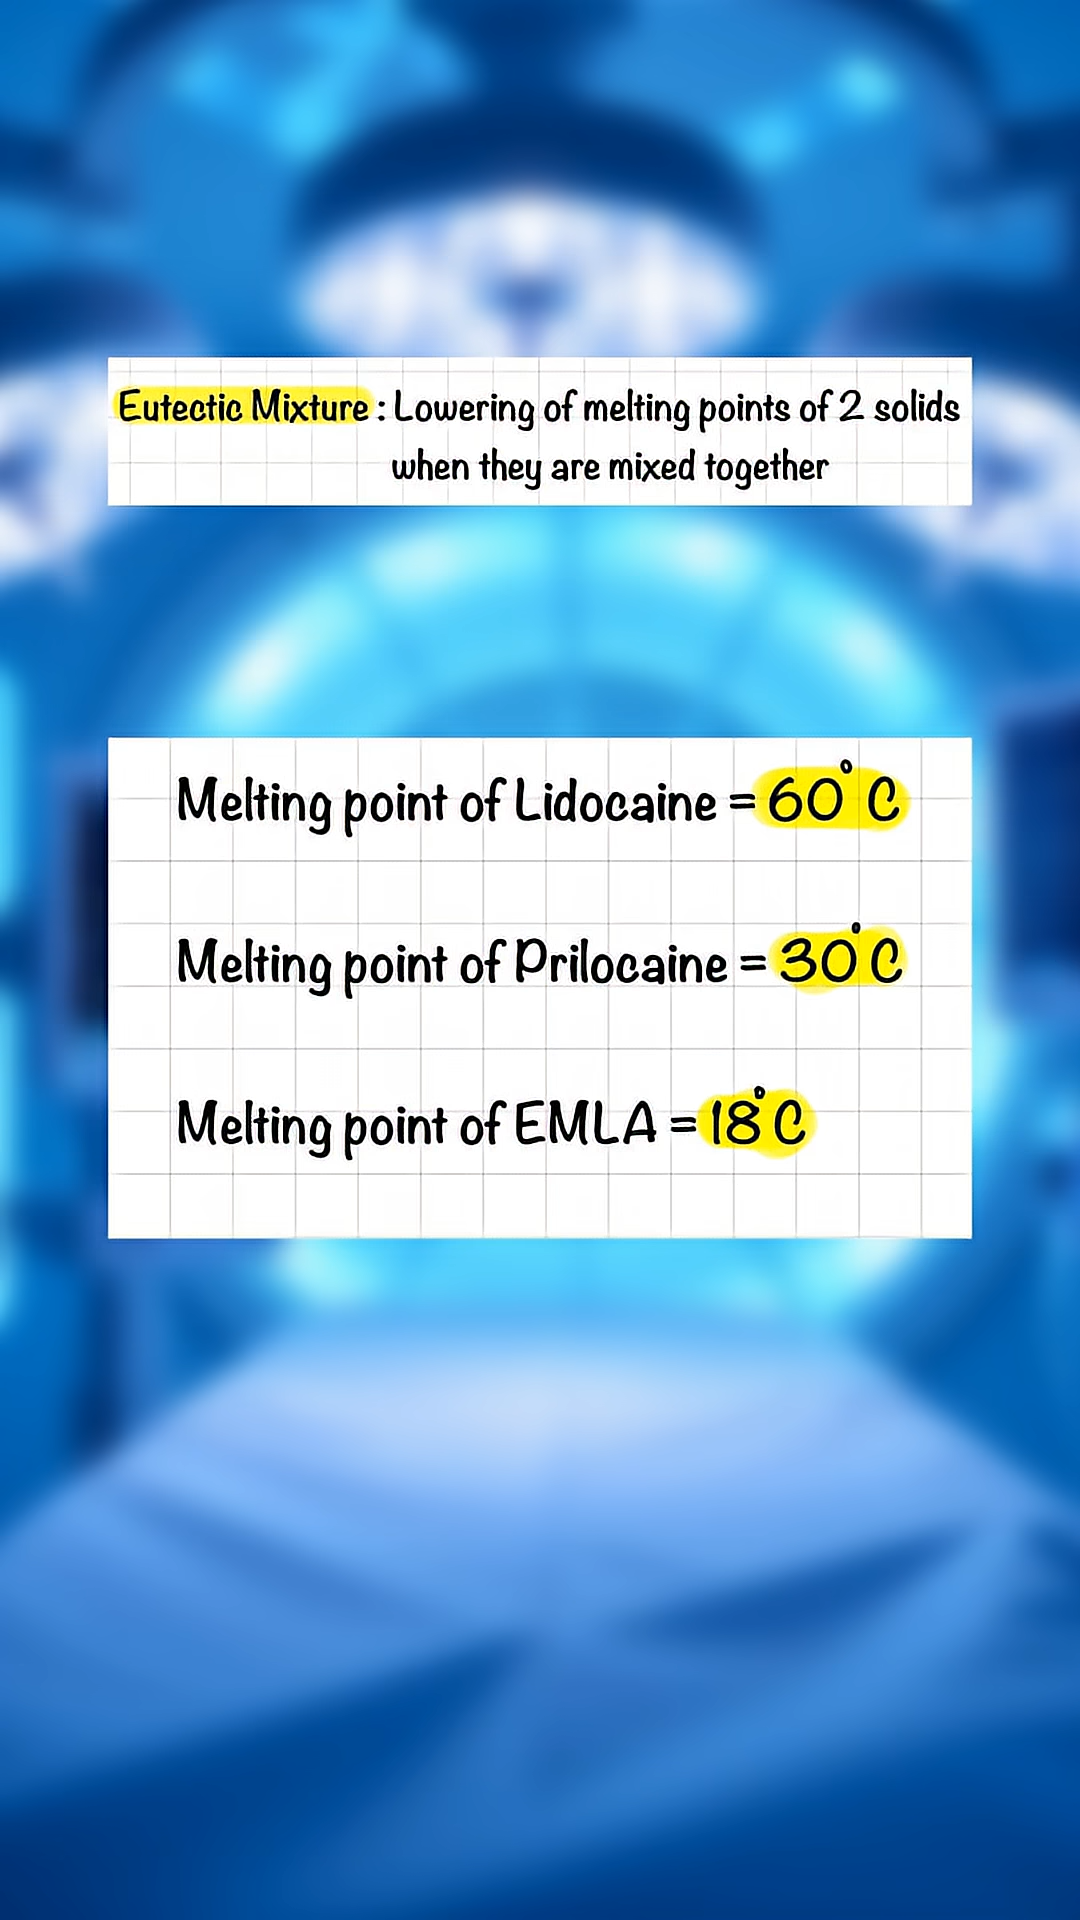 Eutectic Mixture : Lowering of melting points of 2 solids
when they are mixed together
Melting point of Lidocaine = 60°C
Melting point of Prilocaine = 30°C
Melting point of EMLA = 18°C